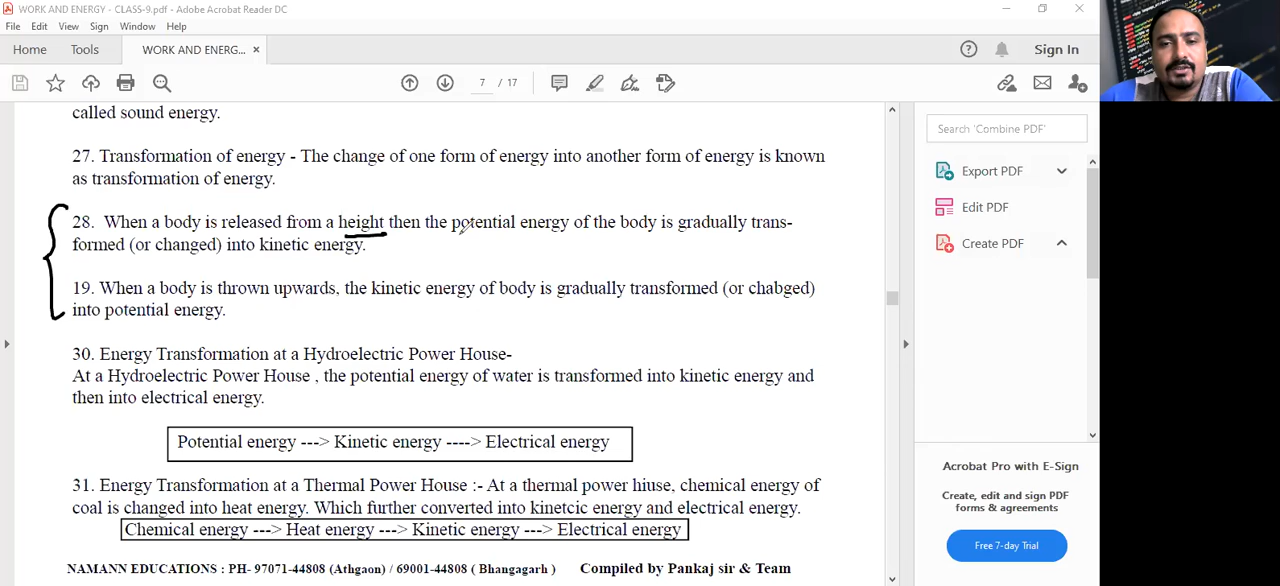 WORK AND ENERGY - CLASS-9.pdf - Adobe Acrobat Reader DC
File Edit View Sign Window Help
Home Tools WORK AND ENERG... × Sign In
7 / 17
called sound energy.
27. Transformation of energy - The change of one form of energy into another form of energy is known
as transformation of energy.
28. When a body is released from a height then the potential energy of the body is gradually trans-
formed (or changed) into kinetic energy.
19. When a body is thrown upwards, the kinetic energy of body is gradually transformed (or chabged)
into potential energy.
30. Energy Transformation at a Hydroelectric Power House-
At a Hydroelectric Power House , the potential energy of water is transformed into kinetic energy and
then into electrical energy.
Potential energy ---> Kinetic energy ----> Electrical energy
31. Energy Transformation at a Thermal Power House :- At a thermal power hiuse, chemical energy of
coal is changed into heat energy. Which further converted into kinetcic energy and electrical energy.
Chemical energy ---> Heat energy ---> Kinetic energy ---> Electrical energy
NAMANN EDUCATIONS : PH- 97071-44808 (Athgaon) / 69001-44808 ( Bhangagarh ) Compiled by Pankaj sir & Team
Search 'Combine PDF'
Export PDF
Edit PDF
Create PDF
Acrobat Pro with E-Sign
Create, edit and sign PDF
forms & agreements
Free 7-day Trial